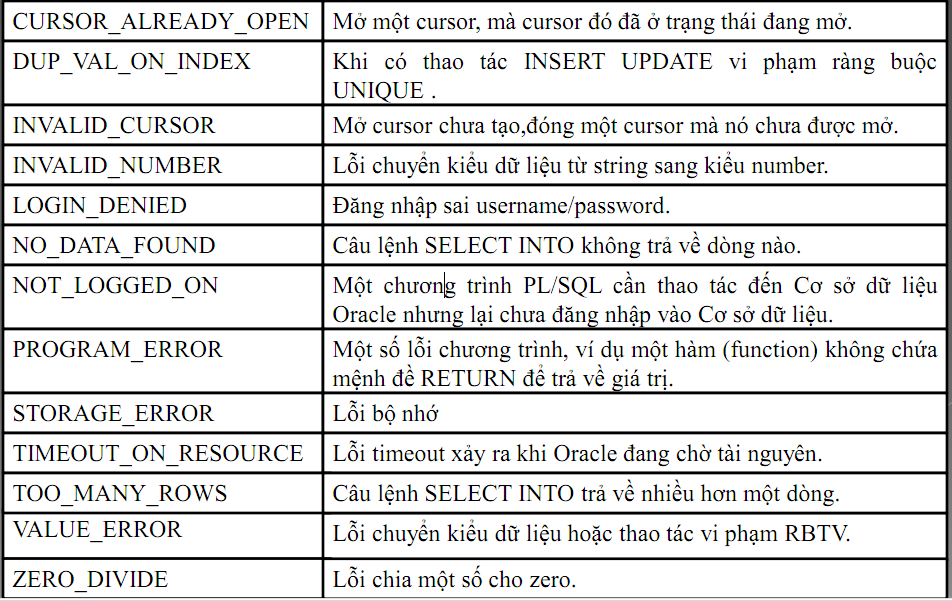 CURSOR_ALREADY_OPEN Mở một cursor, mà cursor đó đã ở trạng thái đang mở.
DUP_VAL_ON_INDEX Khi có thao tác INSERT UPDATE vi phạm ràng buộc
UNIQUE .
INVALID_CURSOR Mở cursor chưa tạo,đóng một cursor mà nó chưa được mở.
INVALID_NUMBER Lỗi chuyển kiểu dữ liệu từ string sang kiểu number.
LOGIN_DENIED Đăng nhập sai username/password.
NO_DATA_FOUND Câu lệnh SELECT INTO không trả về dòng nào.
NOT_LOGGED_ON Một chương trình PL/SQL cần thao tác đến Cơ sở dữ liệu
Oracle nhưng lại chưa đăng nhập vào Cơ sở dữ liệu.
PROGRAM_ERROR Một số lỗi chương trình, ví dụ một hàm (function) không chứa
mệnh đề RETURN để trả về giá trị.
STORAGE_ERROR Lỗi bộ nhớ
TIMEOUT_ON_RESOURCE Lỗi timeout xảy ra khi Oracle đang chờ tài nguyên.
TOO_MANY_ROWS Câu lệnh SELECT INTO trả về nhiều hơn một dòng.
VALUE_ERROR Lỗi chuyển kiểu dữ liệu hoặc thao tác vi phạm RBTV.
ZERO_DIVIDE Lỗi chia một số cho zero.